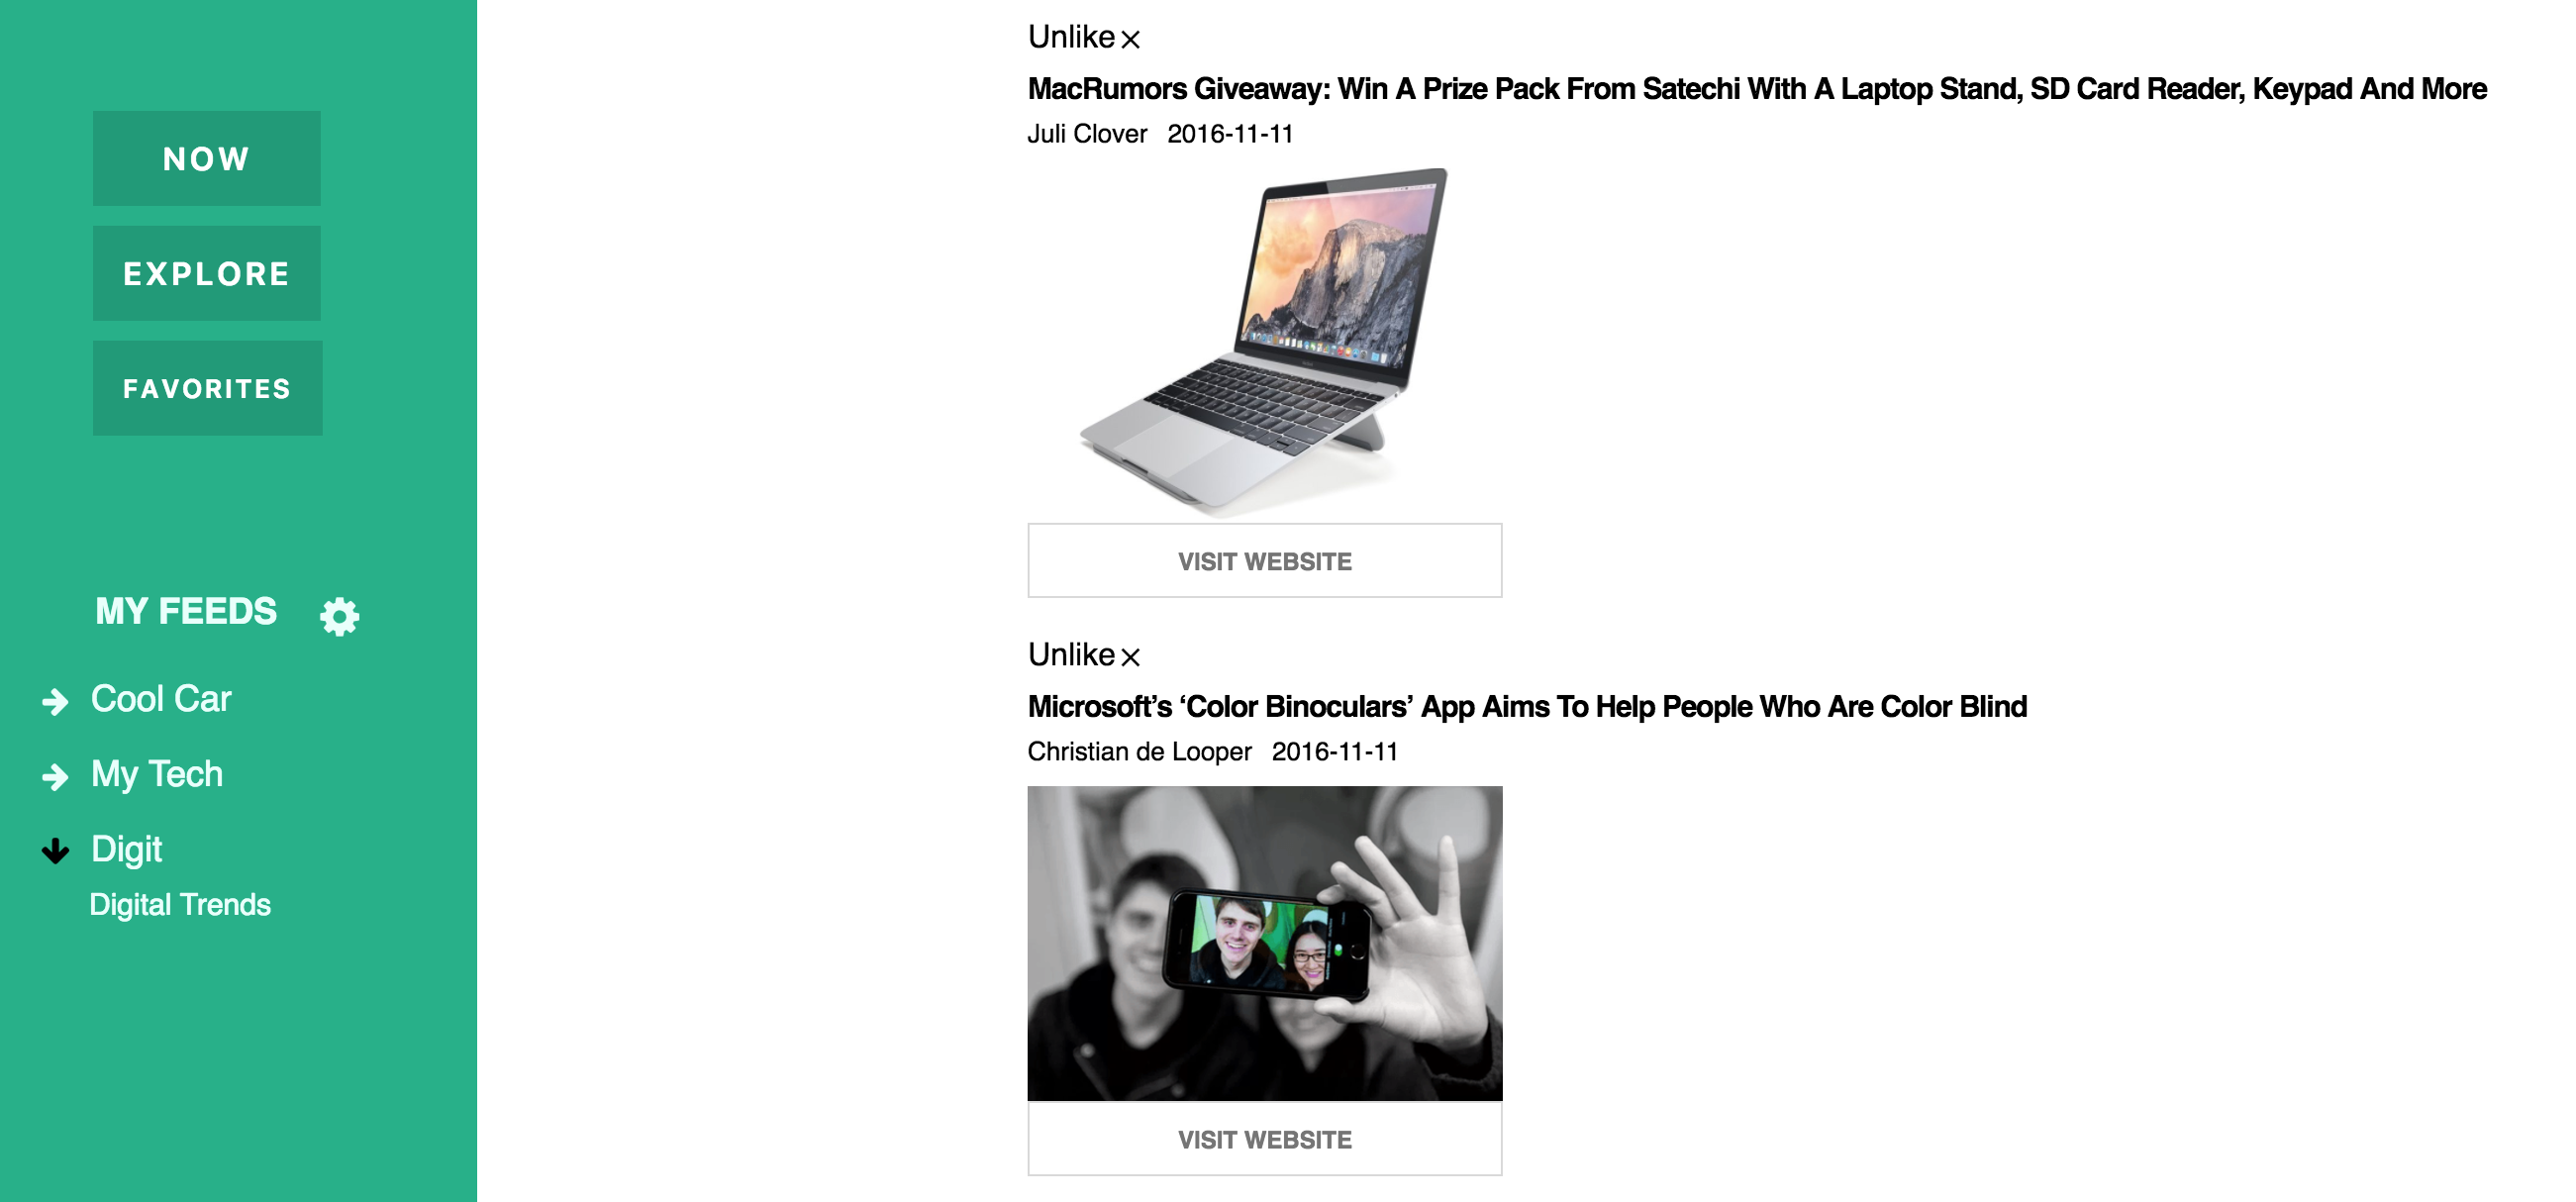 NOW
EXPLORE
FAVORITES
MY FEEDS
Cool Car
My Tech
Digit
Digital Trends
Unlike ×
MacRumors Giveaway: Win A Prize Pack From Satechi With A Laptop Stand, SD Card Reader, Keypad And More
Juli Clover 2016-11-11
VISIT WEBSITE
Unlike ×
Microsoft’s ‘Color Binoculars’ App Aims To Help People Who Are Color Blind
Christian de Looper 2016-11-11
VISIT WEBSITE